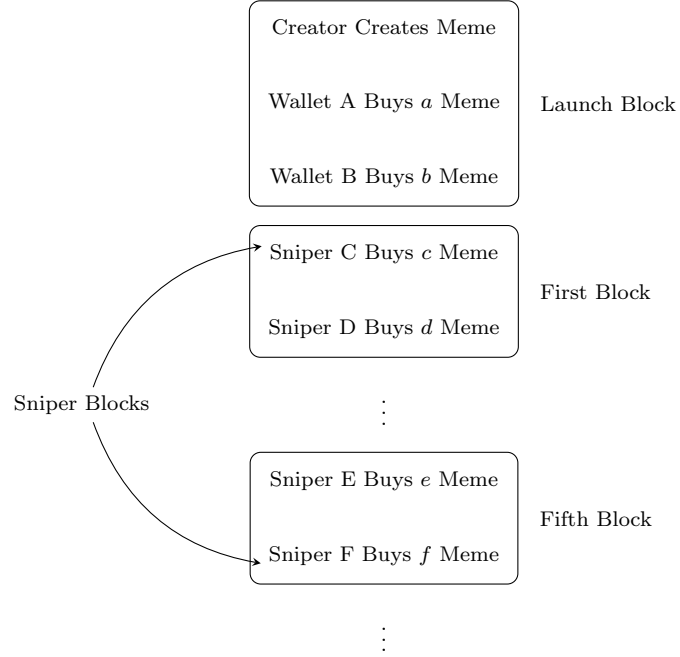 Creator Creates Meme
Wallet A Buys a Meme
Launch Block
Wallet B Buys b Meme
Sniper C Buys c Meme
First Block
Sniper D Buys d Meme
Sniper Blocks
⋮
Sniper E Buys e Meme
Fifth Block
Sniper F Buys f Meme
⋮